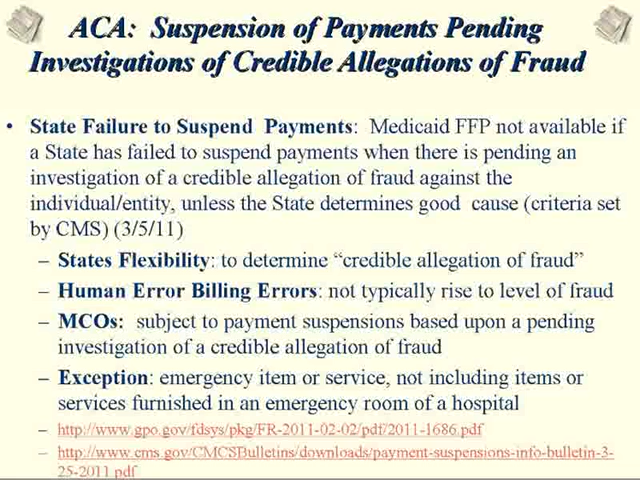 ACA: Suspension of Payments Pending
Investigations of Credible Allegations of Fraud
• State Failure to Suspend Payments: Medicaid FFP not available if
a State has failed to suspend payments when there is pending an
investigation of a credible allegation of fraud against the
individual/entity, unless the State determines good cause (criteria set
by CMS) (3/5/11)
– States Flexibility: to determine “credible allegation of fraud”
– Human Error Billing Errors: not typically rise to level of fraud
– MCOs: subject to payment suspensions based upon a pending
investigation of a credible allegation of fraud
– Exception: emergency item or service, not including items or
services furnished in an emergency room of a hospital
– http://www.gpo.gov/fdsys/pkg/FR-2011-02-02/pdf/2011-1686.pdf
– http://www.cms.gov/CMCSBulletins/downloads/payment-suspensions-info-bulletin-3-
25-2011.pdf